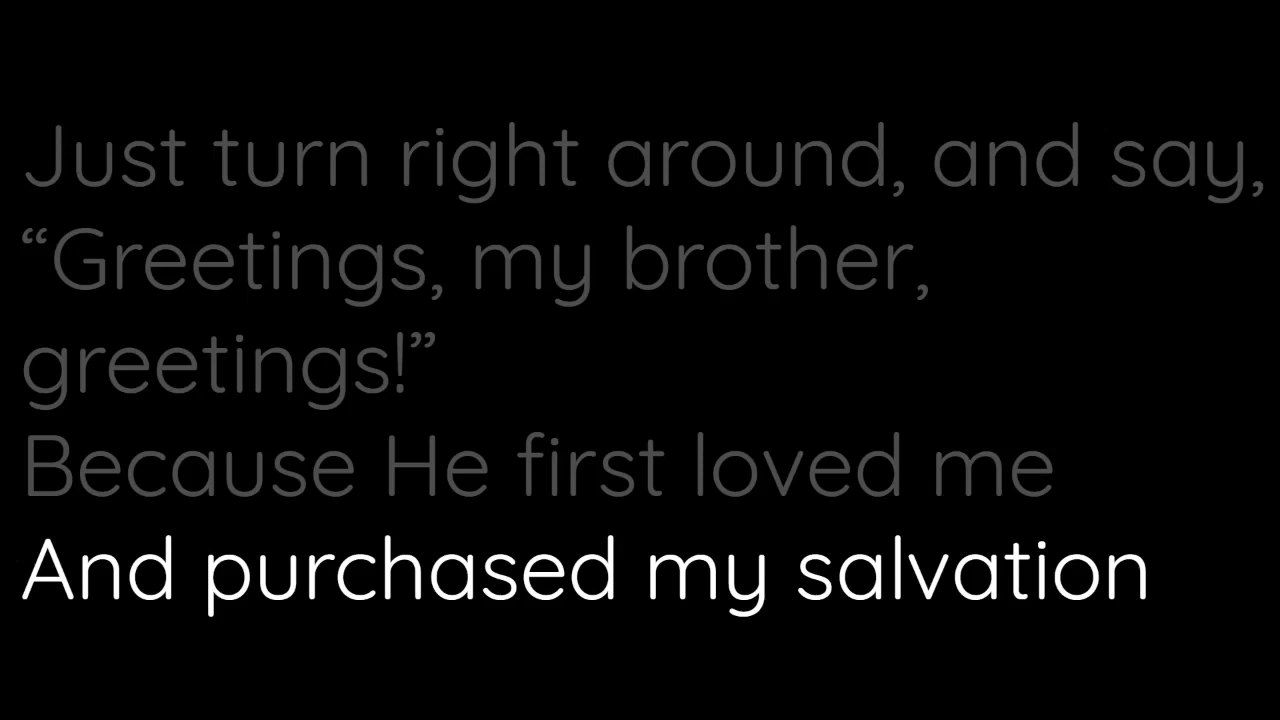 Just turn right around, and say,
“Greetings, my brother,
greetings!”
Because He first loved me
And purchased my salvation